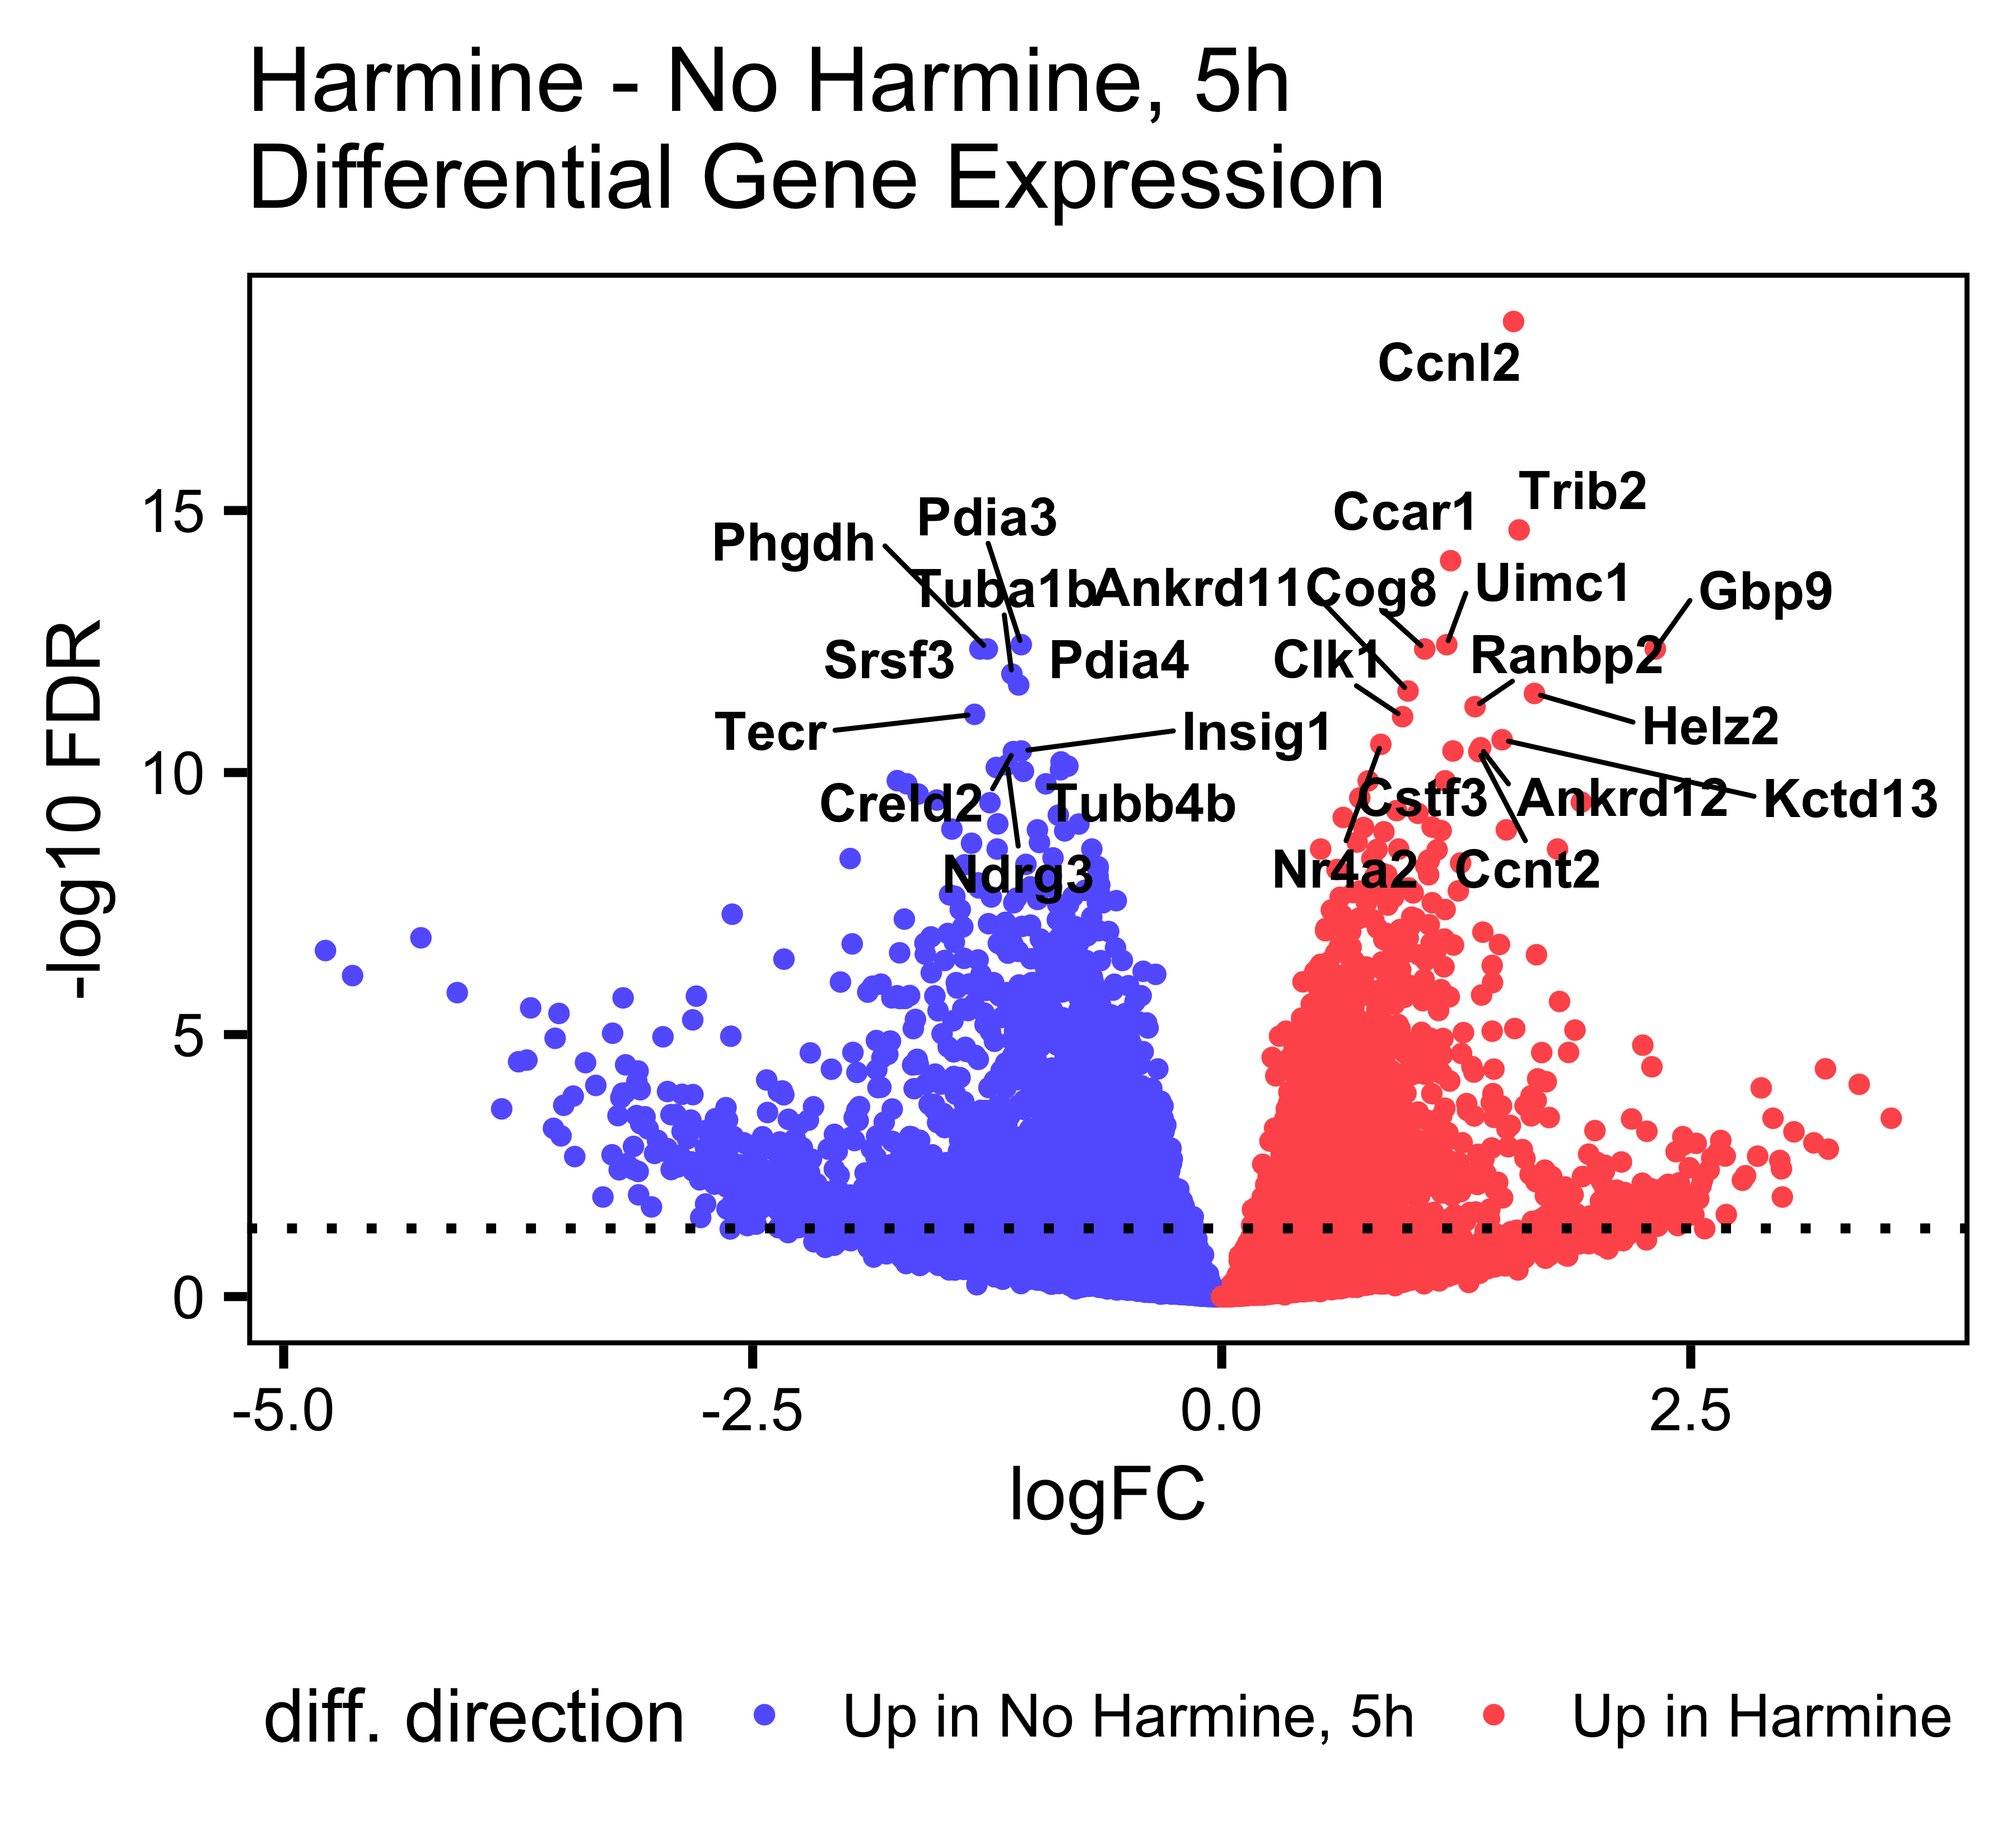 Harmine - No Harmine, 5h
Differential Gene Expression
Ccnl2
Trib2
Ccar1
Pdia3
Phgdh
Tuba1b
Ankrd11
Cog8
Uimc1
Gbp9
Srsf3
Pdia4
Clk1
Ranbp2
Tecr
Insig1
Helz2
Creld2
Tubb4b
Cstf3
Ankrd12
Kctd13
Ndrg3
Nr4a2
Ccnt2
-log10 FDR
15
10
5
0
-5.0
-2.5
0.0
2.5
logFC
diff. direction
Up in No Harmine, 5h
Up in Harmine